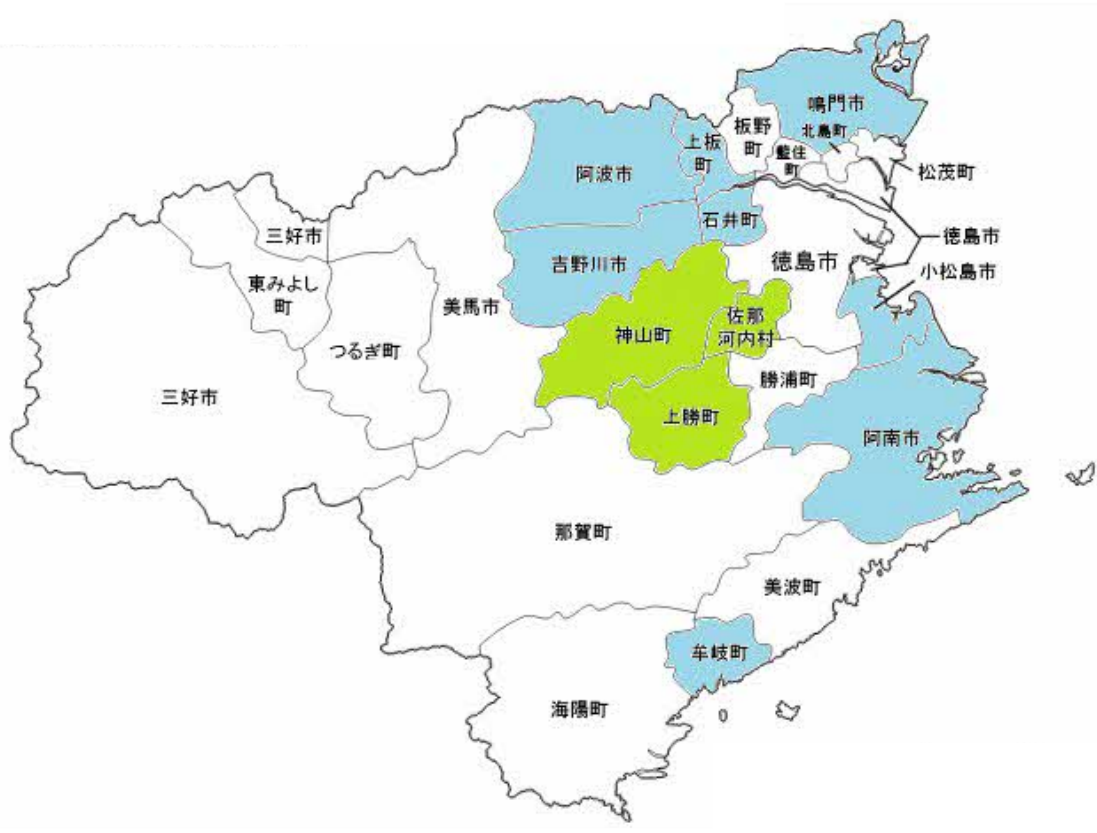 鳴門市
北島町
板野
町
上板
町
藍住
町
松茂町
阿波市
石井町
徳島市
三好市
吉野川市
徳島市
小松島市
東みよし
町
美馬市
佐那
河内村
神山町
つるぎ町
勝浦町
三好市
上勝町
阿南市
那賀町
美波町
牟岐町
海陽町